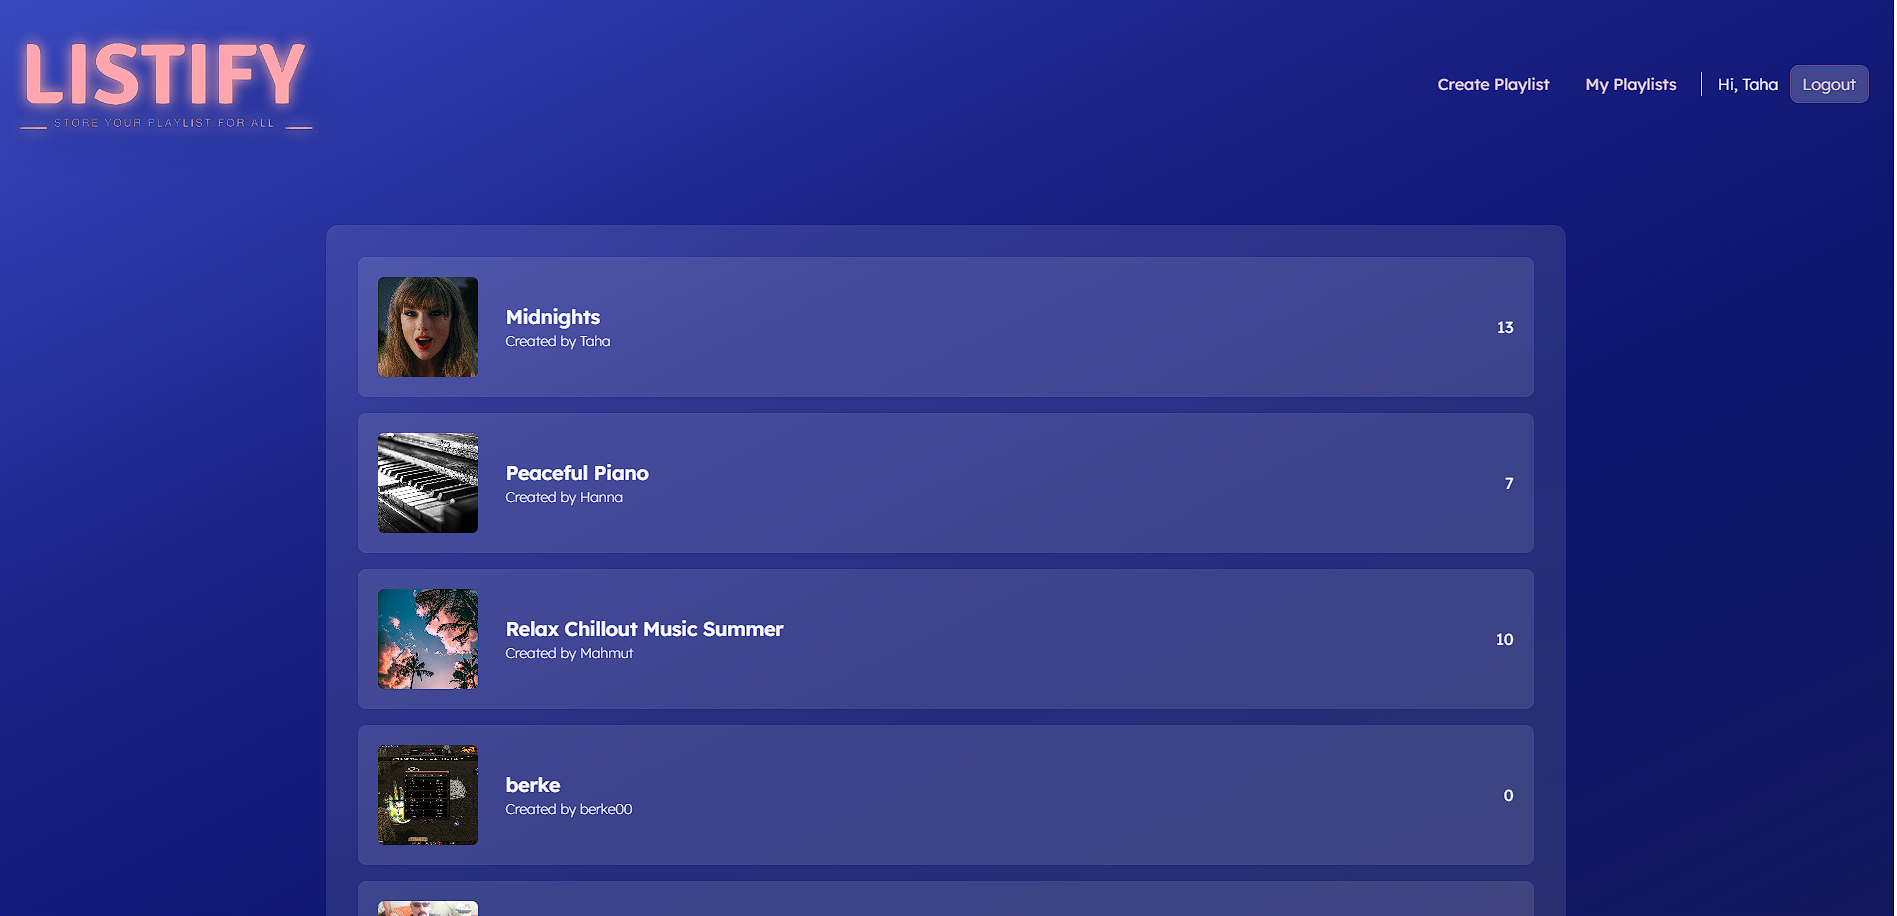 LISTIFY
STORE YOUR PLAYLIST FOR ALL
Create Playlist
My Playlists
Hi, Taha
Logout
Midnights
Created by Taha
13
Peaceful Piano
Created by Hanna
7
Relax Chillout Music Summer
Created by Mahmut
10
berke
Created by berke00
0